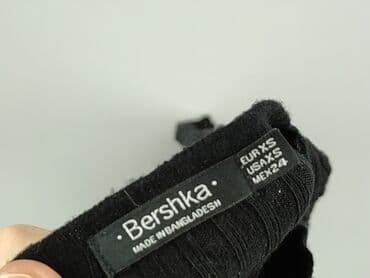 · Bershka ·
MADE IN BANGLADESH
EUR XS
USA XS
MEX 24